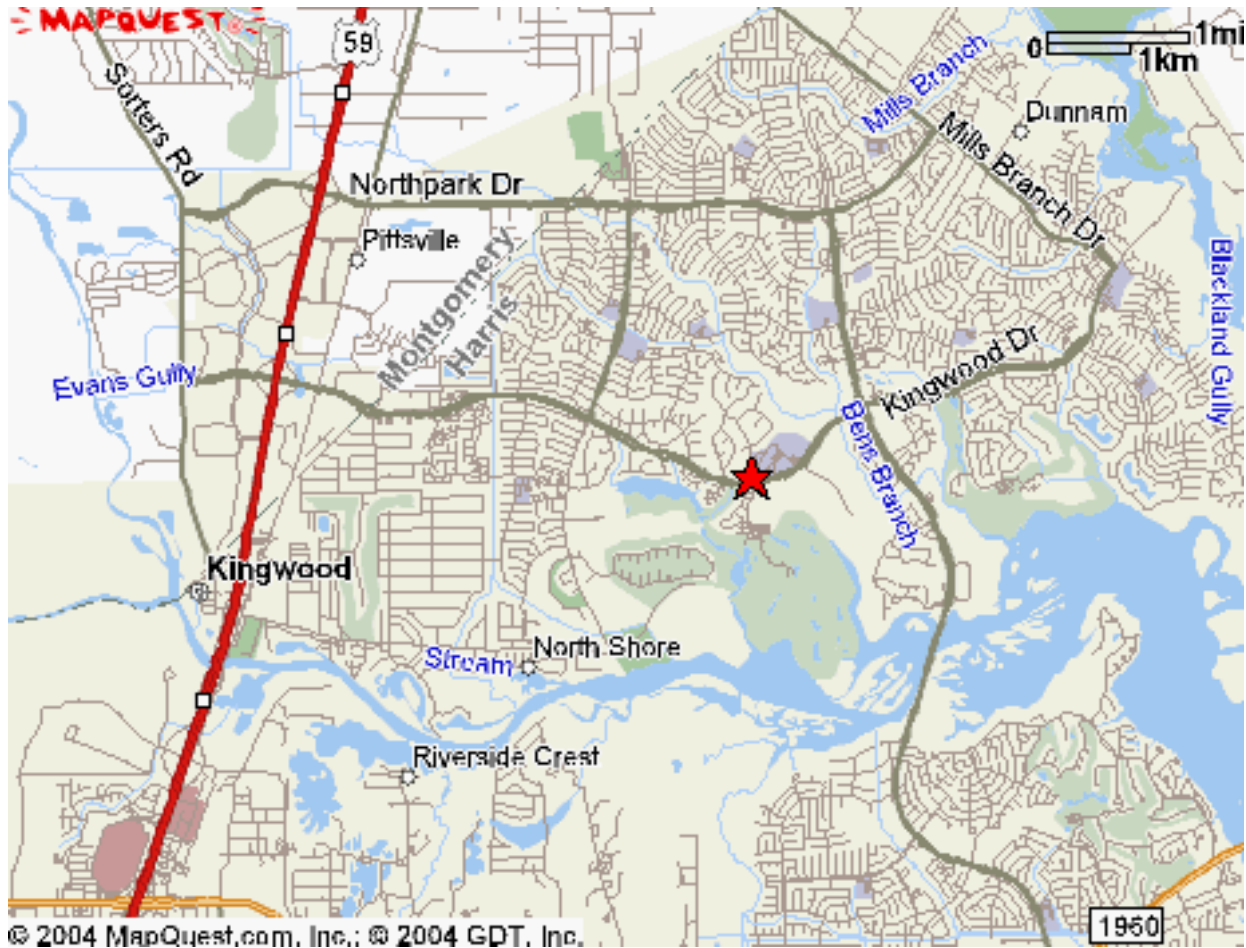 MAPQUEST
59
0
1mi
1km
Sorters Rd
Mills Branch
Dunnam
Mills Branch Dr
Northpark Dr
Pittsville
Montgomery
Harris
Blackland Gully
Evans Gully
Kingwood Dr
Bens Branch
Kingwood
North Shore
Stream
Riverside Crest
1960
© 2004 MapQuest.com, Inc.; © 2004 GDT, Inc.